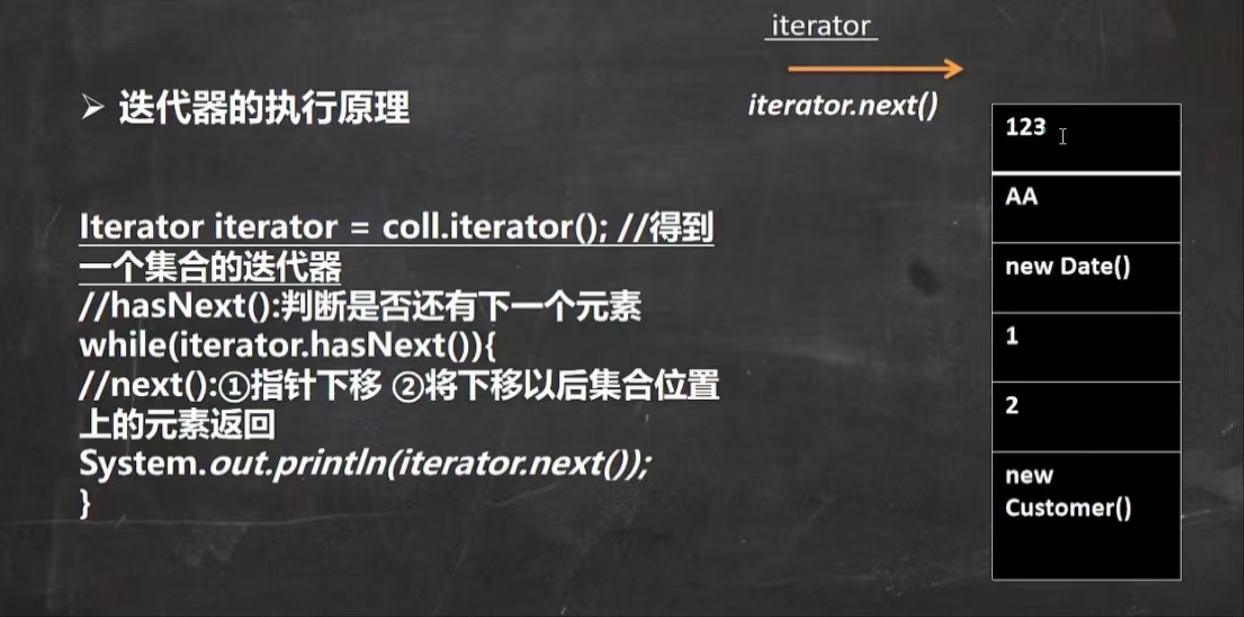 iterator
iterator.next()
迭代器的执行原理
Iterator iterator = coll.iterator(); //得到
一个集合的迭代器
//hasNext():判断是否还有下一个元素
while(iterator.hasNext()){
//next():①指针下移 ②将下移以后集合位置
上的元素返回
System.out.println(iterator.next());
}
123
AA
new Date()
1
2
new
Customer()